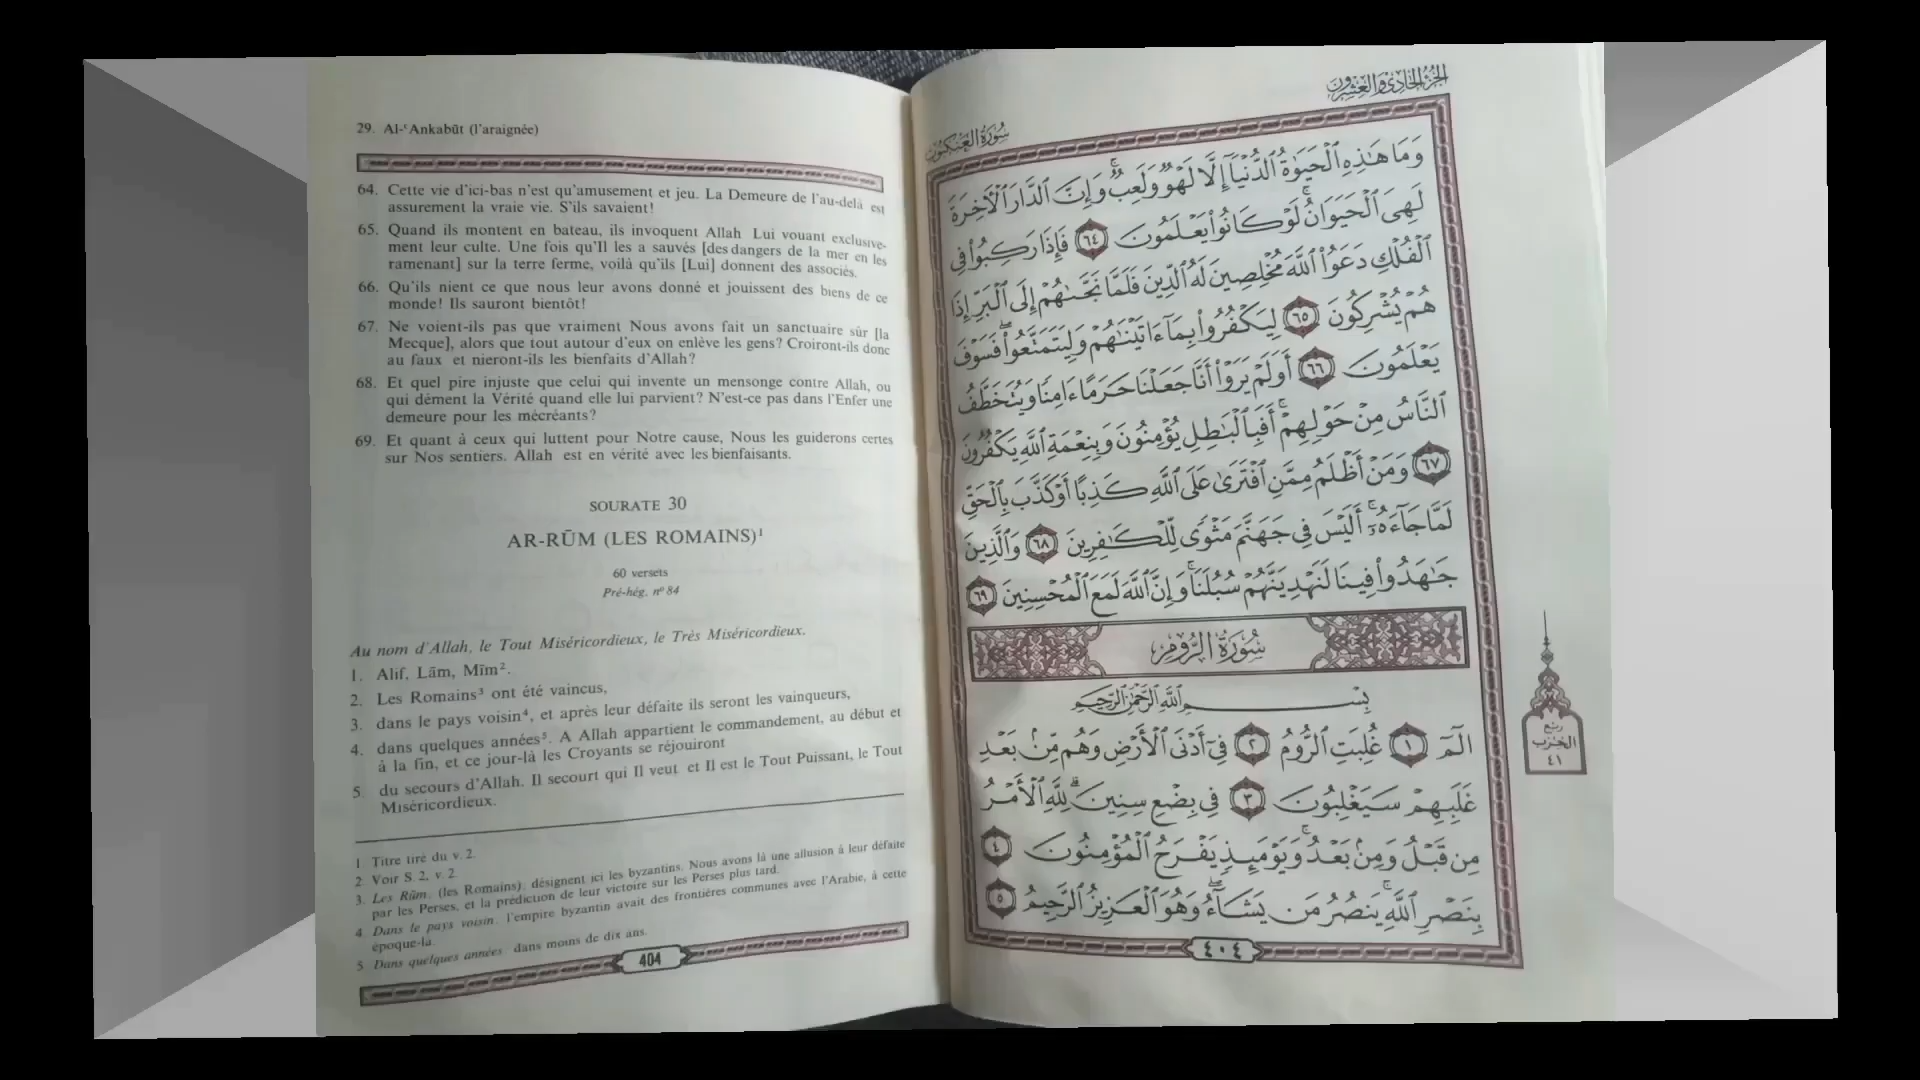 29. Al-ʿAnkabūt (l'araignée)
64. Cette vie d'ici-bas n'est qu'amusement et jeu. La Demeure de l'au-delà est
assurément la vraie vie. S'ils savaient!
65. Quand ils montent en bateau, ils invoquent Allah Lui vouant exclusive-
ment leur culte. Une fois qu'Il les a sauvés [des dangers de la mer en les
ramenant] sur la terre ferme, voilà qu'ils [Lui] donnent des associés.
66. Qu'ils nient ce que nous leur avons donné et jouissent des biens de ce
monde! Ils sauront bientôt!
67. Ne voient-ils pas que vraiment Nous avons fait un sanctuaire sûr [la
Mecque], alors que tout autour d'eux on enlève les gens? Croiront-ils donc
au faux et nieront-ils les bienfaits d'Allah?
68. Et quel pire injuste que celui qui invente un mensonge contre Allah, ou
qui dément la Vérité quand elle lui parvient? N'est-ce pas dans l'Enfer une
demeure pour les mécréants?
69. Et quant à ceux qui luttent pour Notre cause, Nous les guiderons certes
sur Nos sentiers. Allah est en vérité avec les bienfaisants.
SOURATE 30
AR-RŪM (LES ROMAINS)¹
60 versets
Pré-hég. n° 84
Au nom d'Allah, le Tout Miséricordieux, le Très Miséricordieux.
1. Alif, Lām, Mīm².
2. Les Romains³ ont été vaincus,
3. dans le pays voisin⁴, et après leur défaite ils seront les vainqueurs,
4. dans quelques années⁵. A Allah appartient le commandement, au début et
à la fin, et ce jour-là les Croyants se réjouiront
5. du secours d'Allah. Il secourt qui Il veut et Il est le Tout Puissant, le Tout
Miséricordieux.
1 Titre tiré du v. 2.
2 Voir S. 2, v. 2.
3. Les Rūm: (les Romains): désignent ici les byzantins. Nous avons là une allusion à leur défaite
par les Perses, et la prédiction de leur victoire sur les Perses plus tard.
4 Dans le pays voisin: l'empire byzantin avait des frontières communes avec l'Arabie, à cette
époque-là.
5 Dans quelques années: dans moins de dix ans.
404
الجزء الحادي والعشرون
سورة العنكبوت
وَمَا هَٰذِهِ ٱلْحَيَوٰةُ ٱلدُّنْيَآ إِلَّا لَهْوٌ وَلَعِبٌ ۚ وَإِنَّ ٱلدَّارَ ٱلْأَخِرَةَ
لَهِىَ ٱلْحَيَوَانُ ۚ لَوْ كَانُوا۟ يَعْلَمُونَ ٦٤ فَإِذَا رَكِبُوا۟ فِى
ٱلْفُلْكِ دَعَوُا۟ ٱللَّهَ مُخْلِصِينَ لَهُ ٱلدِّينَ فَلَمَّا نَجَّىٰهُمْ إِلَى ٱلْبَرِّ إِذَا
هُمْ يُشْرِكُونَ ٦٥ لِيَكْفُرُوا۟ بِمَآ ءَاتَيْنَٰهُمْ وَلِيَتَمَتَّعُوا۟ ۖ فَسَوْفَ
يَعْلَمُونَ ٦٦ أَوَلَمْ يَرَوْا۟ أَنَّا جَعَلْنَا حَرَمًا ءَامِنًا وَيُتَخَطَّفُ
ٱلنَّاسُ مِنْ حَوْلِهِمْ ۚ أَفَبِٱلْبَٰطِلِ يُؤْمِنُونَ وَبِنِعْمَةِ ٱللَّهِ يَكْفُرُونَ
٦٧ وَمَنْ أَظْلَمُ مِمَّنِ ٱفْتَرَىٰ عَلَى ٱللَّهِ كَذِبًا أَوْ كَذَّبَ بِٱلْحَقِّ
لَمَّا جَآءَهُۥٓ ۚ أَلَيْسَ فِى جَهَنَّمَ مَثْوًى لِّلْكَٰفِرِينَ ٦٨ وَٱلَّذِينَ
جَٰهَدُوا۟ فِينَا لَنَهْدِيَنَّهُمْ سُبُلَنَا ۚ وَإِنَّ ٱللَّهَ لَمَعَ ٱلْمُحْسِنِينَ ٦٩
سورة الروم
بسم الله الرحمن الرحيم
الٓمٓ ١ غُلِبَتِ ٱلرُّومُ ٢ فِىٓ أَدْنَى ٱلْأَرْضِ وَهُم مِّنۢ بَعْدِ
غَلَبِهِمْ سَيَغْلِبُونَ ٣ فِى بِضْعِ سِنِينَ ۗ لِلَّهِ ٱلْأَمْرُ
مِن قَبْلُ وَمِنۢ بَعْدُ ۚ وَيَوْمَئِذٍ يَفْرَحُ ٱلْمُؤْمِنُونَ ٤
بِنَصْرِ ٱللَّهِ ۚ يَنصُرُ مَن يَشَآءُ ۖ وَهُوَ ٱلْعَزِيزُ ٱلرَّحِيمُ ٥
٤٠٤
ربع
الحزب
٤١